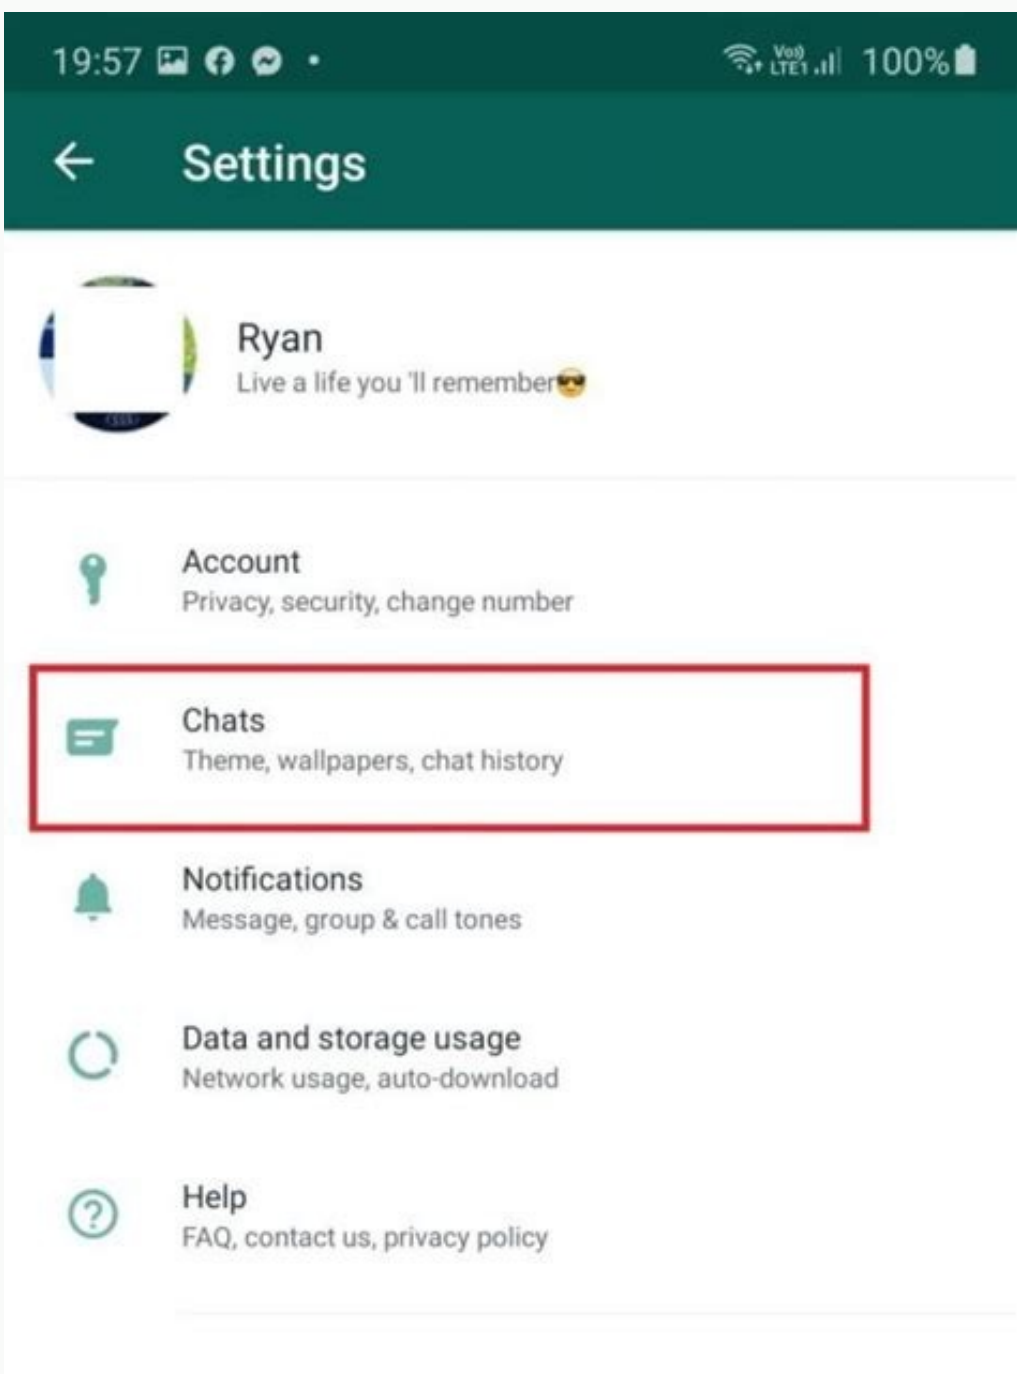 19:57
Vo))
LTE1
100%
Settings
Ryan
Live a life you 'll remember😎
Account
Privacy, security, change number
Chats
Theme, wallpapers, chat history
Notifications
Message, group & call tones
Data and storage usage
Network usage, auto-download
Help
FAQ, contact us, privacy policy